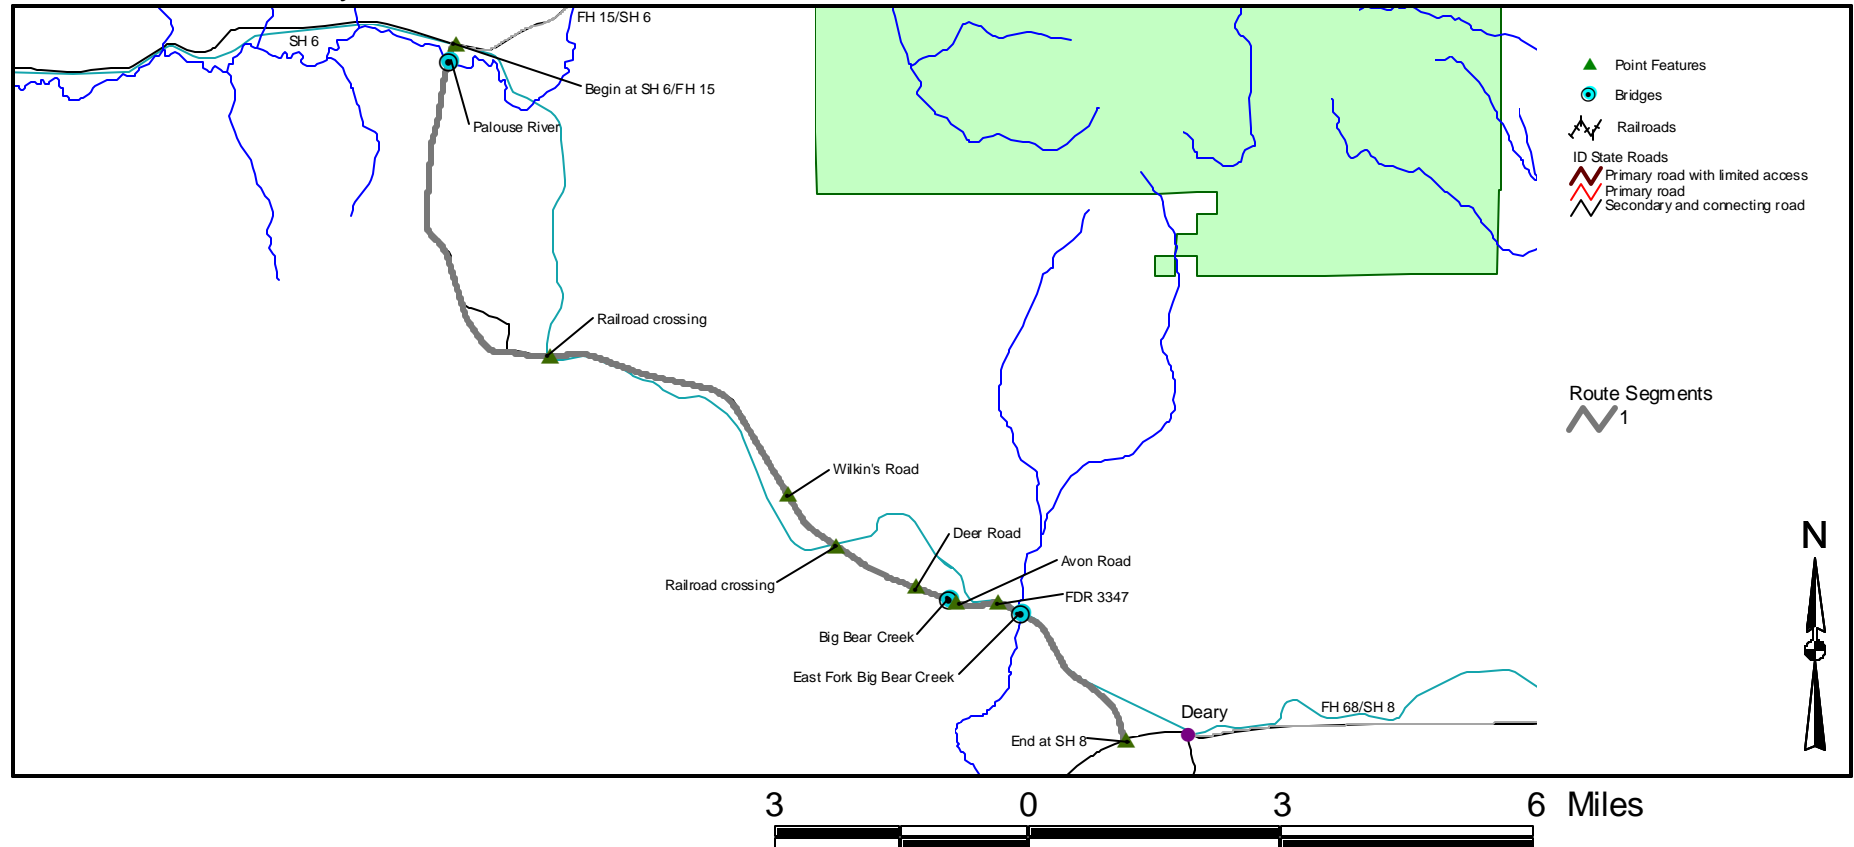 FH 15/SH 6
SH 6
Begin at SH 6/FH 15
Palouse River
Railroad crossing
Wilkin's Road
Deer Road
Railroad crossing
Avon Road
FDR 3347
Big Bear Creek
East Fork Big Bear Creek
Deary
FH 68/SH 8
End at SH 8
Point Features
Bridges
Railroads
ID State Roads
Primary road with limited access
Primary road
Secondary and connecting road
Route Segments
1
N
3 0 3 6 Miles